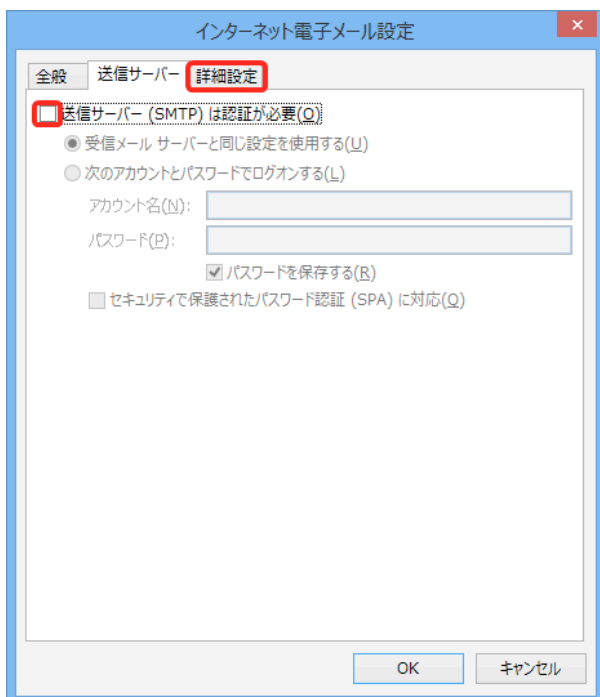 インターネット電子メール設定
全般 送信サーバー 詳細設定
送信サーバー (SMTP) は認証が必要(O)
受信メール サーバーと同じ設定を使用する(U)
次のアカウントとパスワードでログオンする(L)
アカウント名(N):
パスワード(P):
パスワードを保存する(R)
セキュリティで保護されたパスワード認証 (SPA) に対応(Q)
OK キャンセル